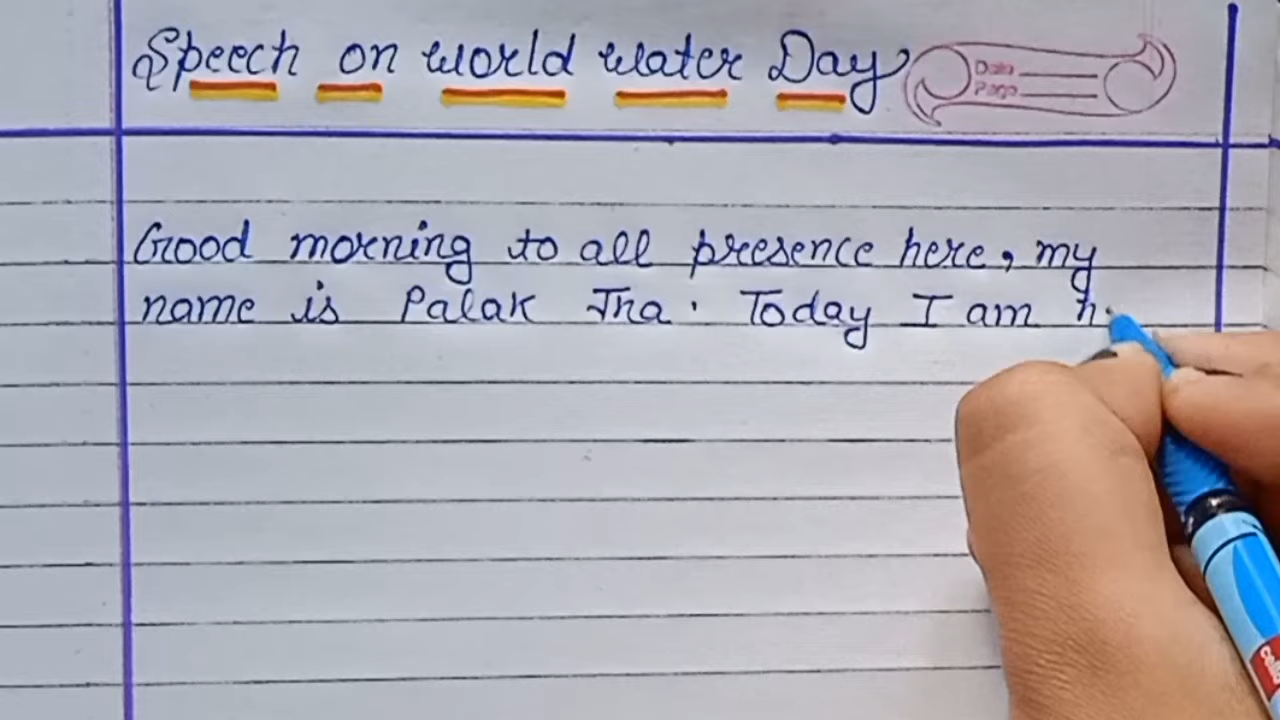 Speech on World Water Day
Date
Page
Good morning to all presence here, my
name is Palak Jha. Today I am h